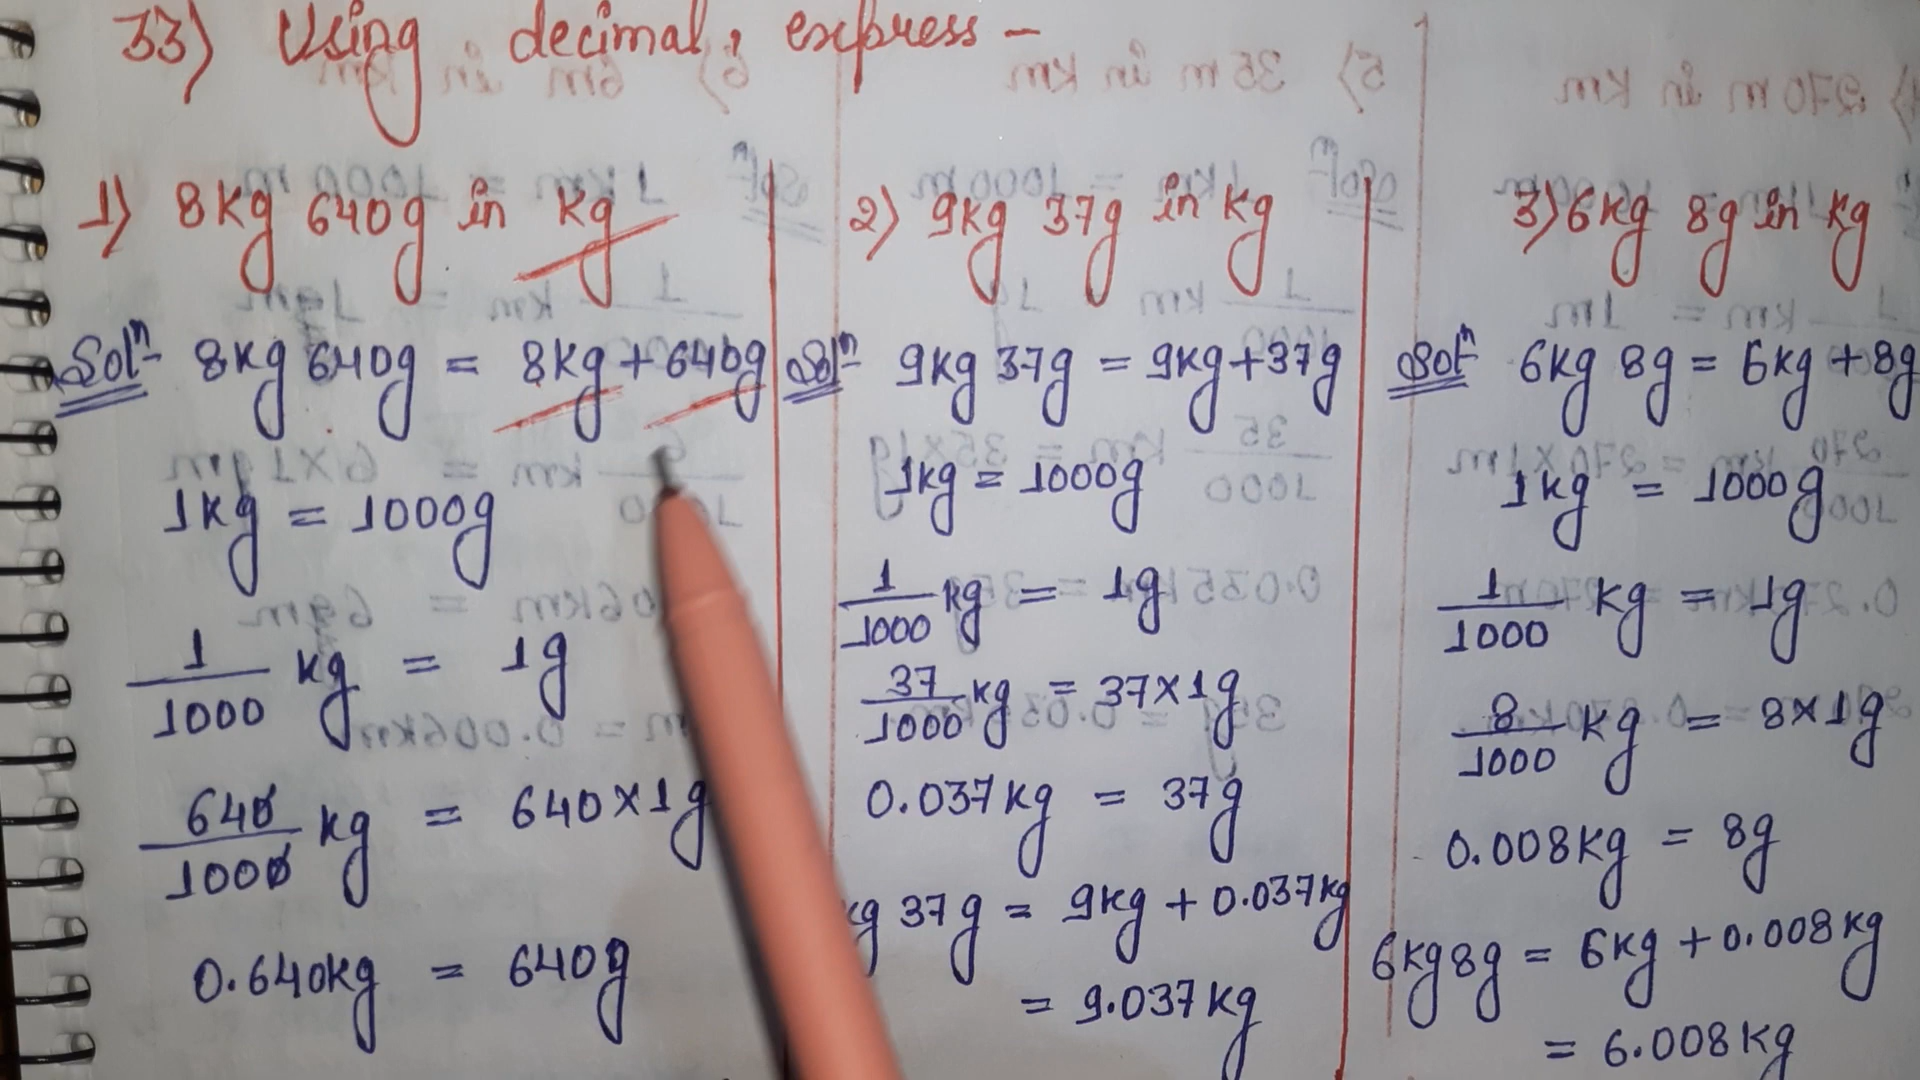 33) Using decimal, express -
1) 8kg 640g in kg
Solⁿ- 8kg 640g = 8kg + 640g
1kg = 1000g
1/1000 kg = 1g
640/1000 kg = 640×1g
0.640kg = 640g
2) 9kg 37g in kg
Solⁿ- 9kg 37g = 9kg+37g
1kg = 1000g
1/1000 kg = 1g
37/1000 kg = 37×1g
0.037kg = 37g
kg 37g = 9kg + 0.037kg
= 9.037kg
3) 6kg 8g in kg
Solⁿ- 6kg 8g = 6kg + 8g
1kg = 1000g
1/1000 kg = 1g
8/1000 kg = 8×1g
0.008kg = 8g
6kg 8g = 6kg + 0.008kg
= 6.008kg